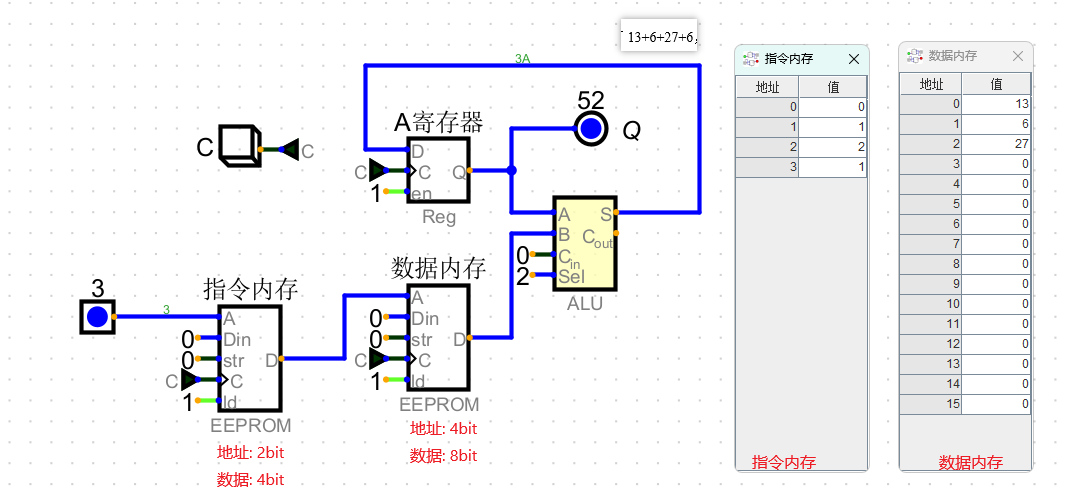 13+6+27+6,
3A
52
Q
A寄存器
C
C
D
C
C
Q
1
en
Reg
A
S
B
C out
0
C in
2
Sel
ALU
3
3
指令内存
A
0
Din
0
str
D
C
C
1
ld
EEPROM
地址: 2bit
数据: 4bit
数据内存
A
0
Din
0
str
D
C
C
1
ld
EEPROM
地址: 4bit
数据: 8bit
指令内存
地址 值
0 0
1 1
2 2
3 1
指令内存
数据内存
地址 值
0 13
1 6
2 27
3 0
4 0
5 0
6 0
7 0
8 0
9 0
10 0
11 0
12 0
13 0
14 0
15 0
数据内存